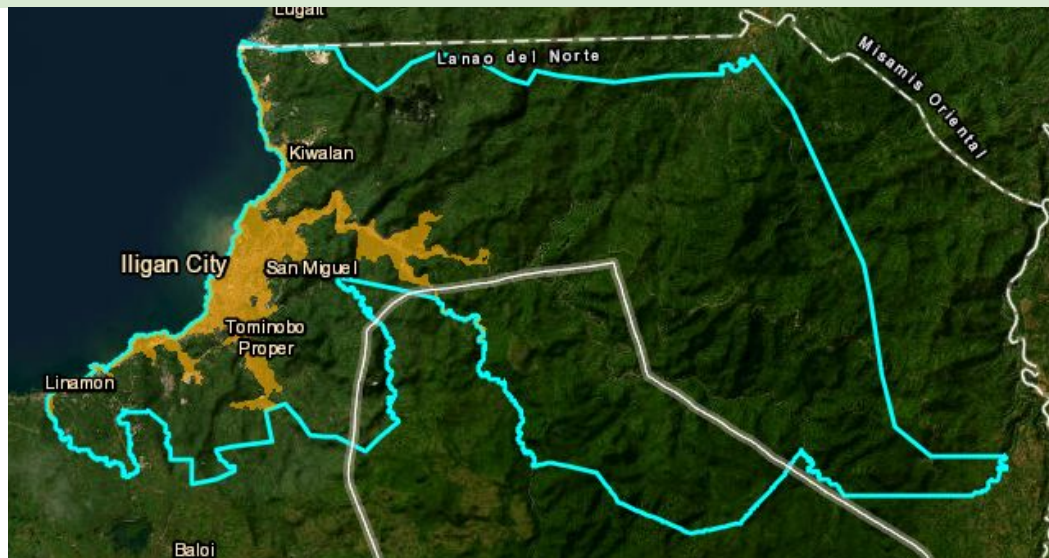 Lugait
Lanao del Norte
Misamis Oriental
Kiwalan
Iligan City
San Miguel
Tominobo
Proper
Linamon
Baloi